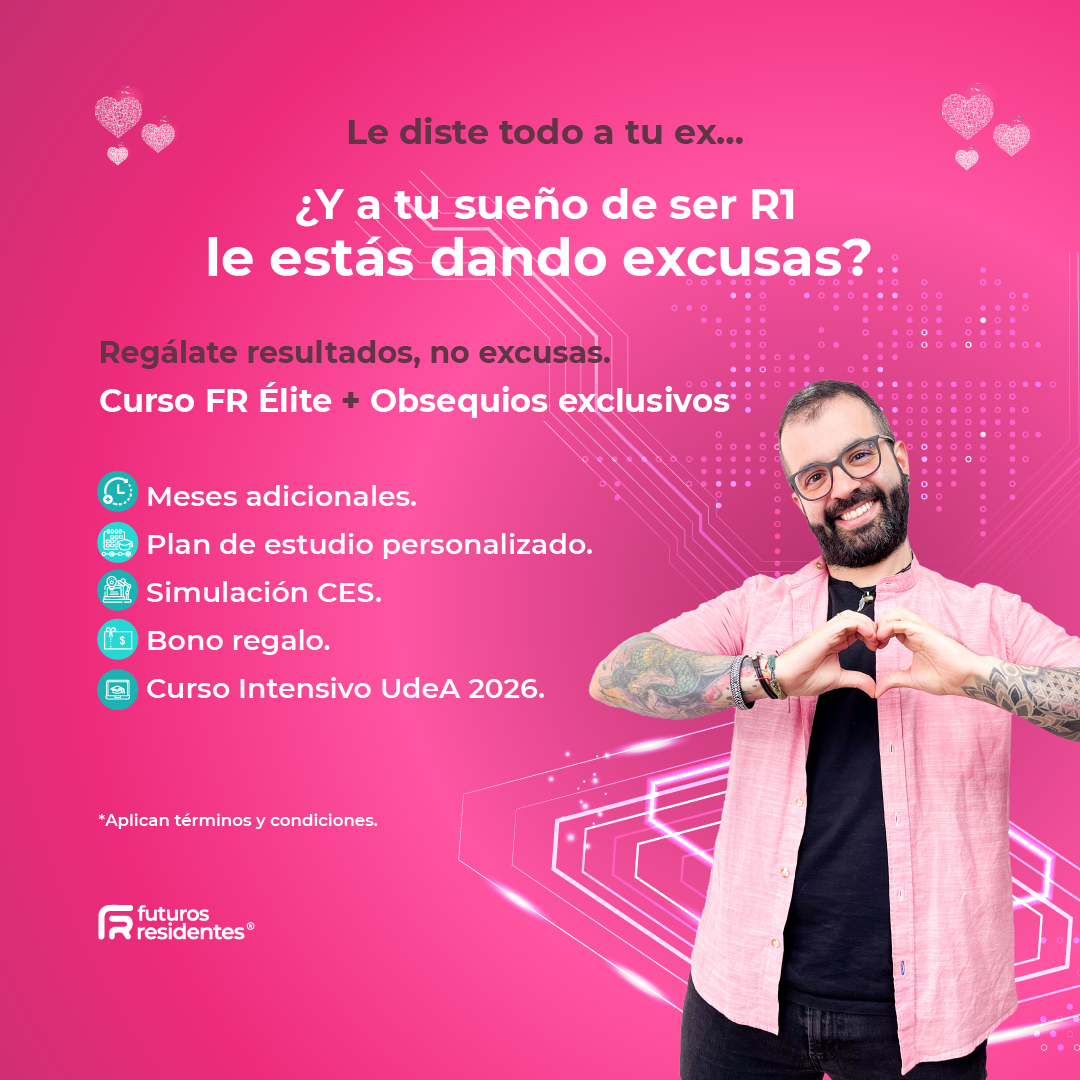 Le diste todo a tu ex...
¿Y a tu sueño de ser R1
le estás dando excusas?
Regálate resultados, no excusas.
Curso FR Élite + Obsequios exclusivos
Meses adicionales.
Plan de estudio personalizado.
Simulación CES.
Bono regalo.
Curso Intensivo UdeA 2026.
*Aplican términos y condiciones.
futuros
residentes®